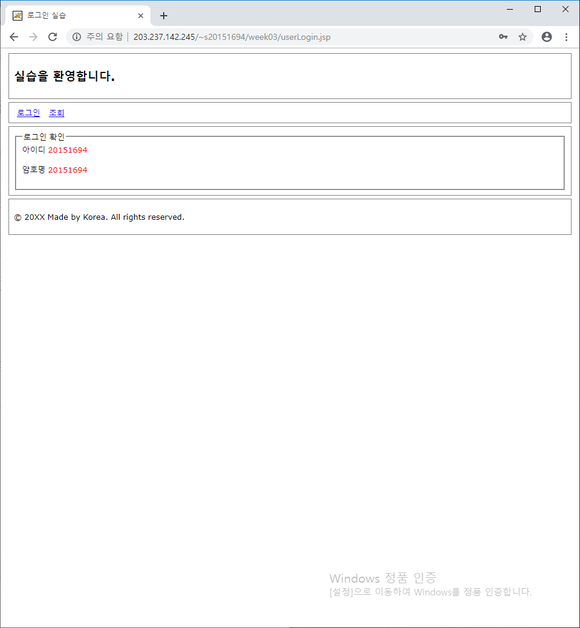 로그인 실습
주의 요함 | 203.237.142.245/~s20151694/week03/userLogin.jsp
실습을 환영합니다.
로그인 조회
로그인 확인
아이디 20151694
암호명 20151694
© 20XX Made by Korea. All rights reserved.
Windows 정품 인증
[설정]으로 이동하여 Windows를 정품 인증합니다.